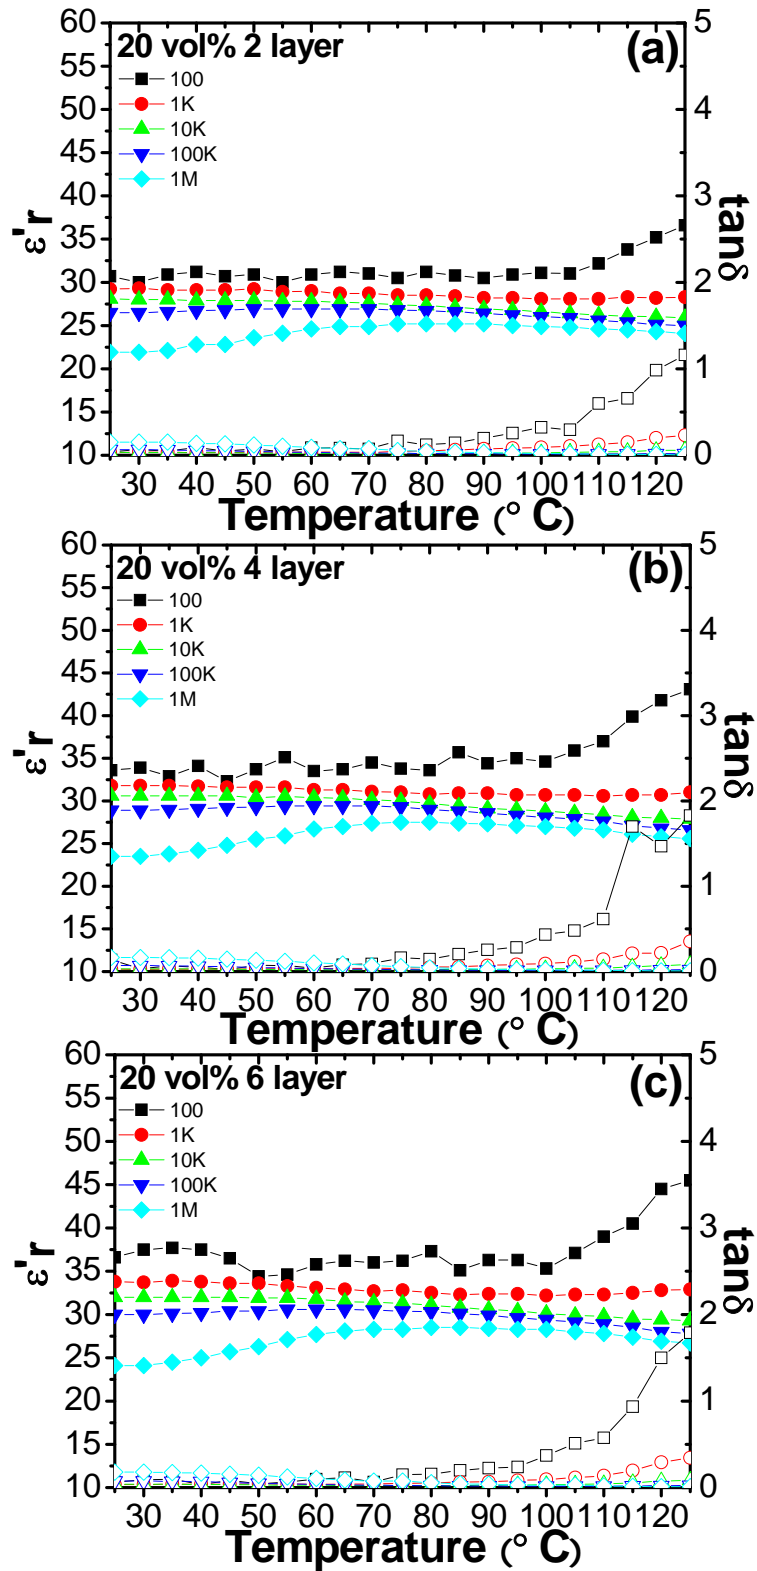 20 vol% 2 layer
(a)
100
1K
10K
100K
1M
60
55
50
45
40
35
30
25
20
15
10
5
4
3
2
1
0
ε'r
tanδ
30 40 50 60 70 80 90 100 110 120
Temperature (° C)
20 vol% 4 layer
(b)
100
1K
10K
100K
1M
60
55
50
45
40
35
30
25
20
15
10
5
4
3
2
1
0
ε'r
tanδ
30 40 50 60 70 80 90 100 110 120
Temperature (° C)
20 vol% 6 layer
(c)
100
1K
10K
100K
1M
60
55
50
45
40
35
30
25
20
15
10
5
4
3
2
1
0
ε'r
tanδ
30 40 50 60 70 80 90 100 110 120
Temperature (° C)